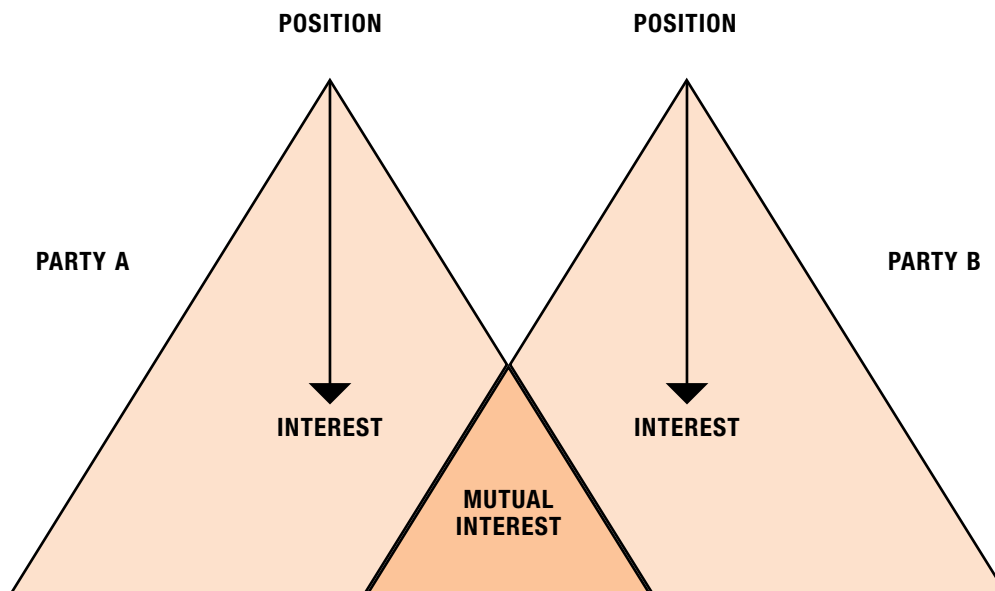 POSITION
POSITION
PARTY A
PARTY B
INTEREST
INTEREST
MUTUAL
INTEREST